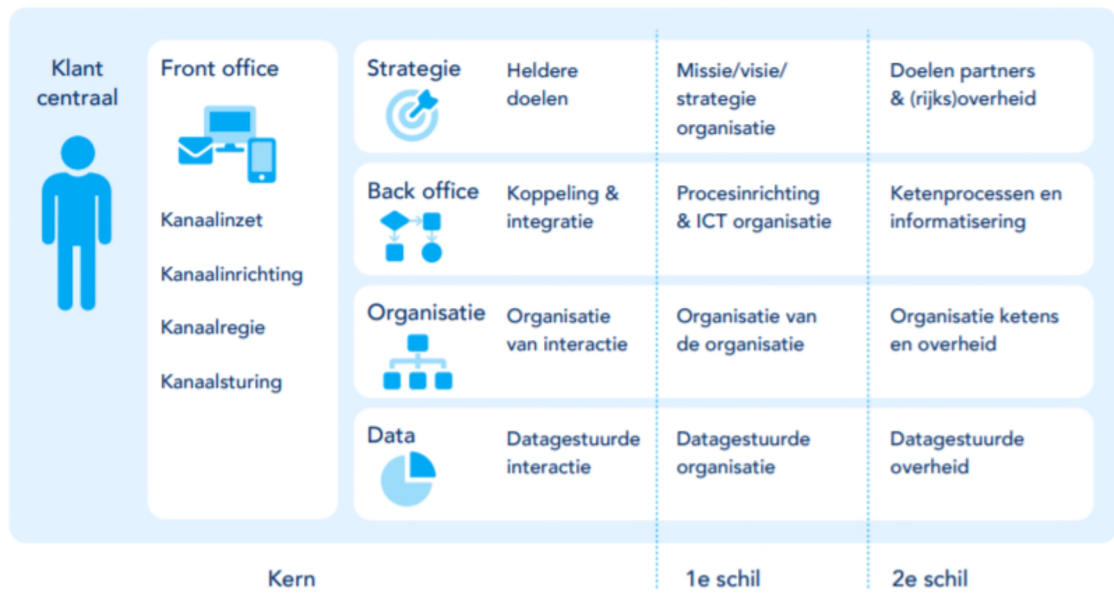 Klant
centraal
Front office
Kanaalinzet
Kanaalinrichting
Kanaalregie
Kanaalsturing
Strategie
Heldere
doelen
Missie/visie/
strategie
organisatie
Doelen partners
& (rijks)overheid
Back office
Koppeling &
integratie
Procesinrichting
& ICT organisatie
Ketenprocessen en
informatisering
Organisatie
Organisatie
van interactie
Organisatie van
de organisatie
Organisatie ketens
en overheid
Data
Datagestuurde
interactie
Datagestuurde
organisatie
Datagestuurde
overheid
Kern
1e schil
2e schil